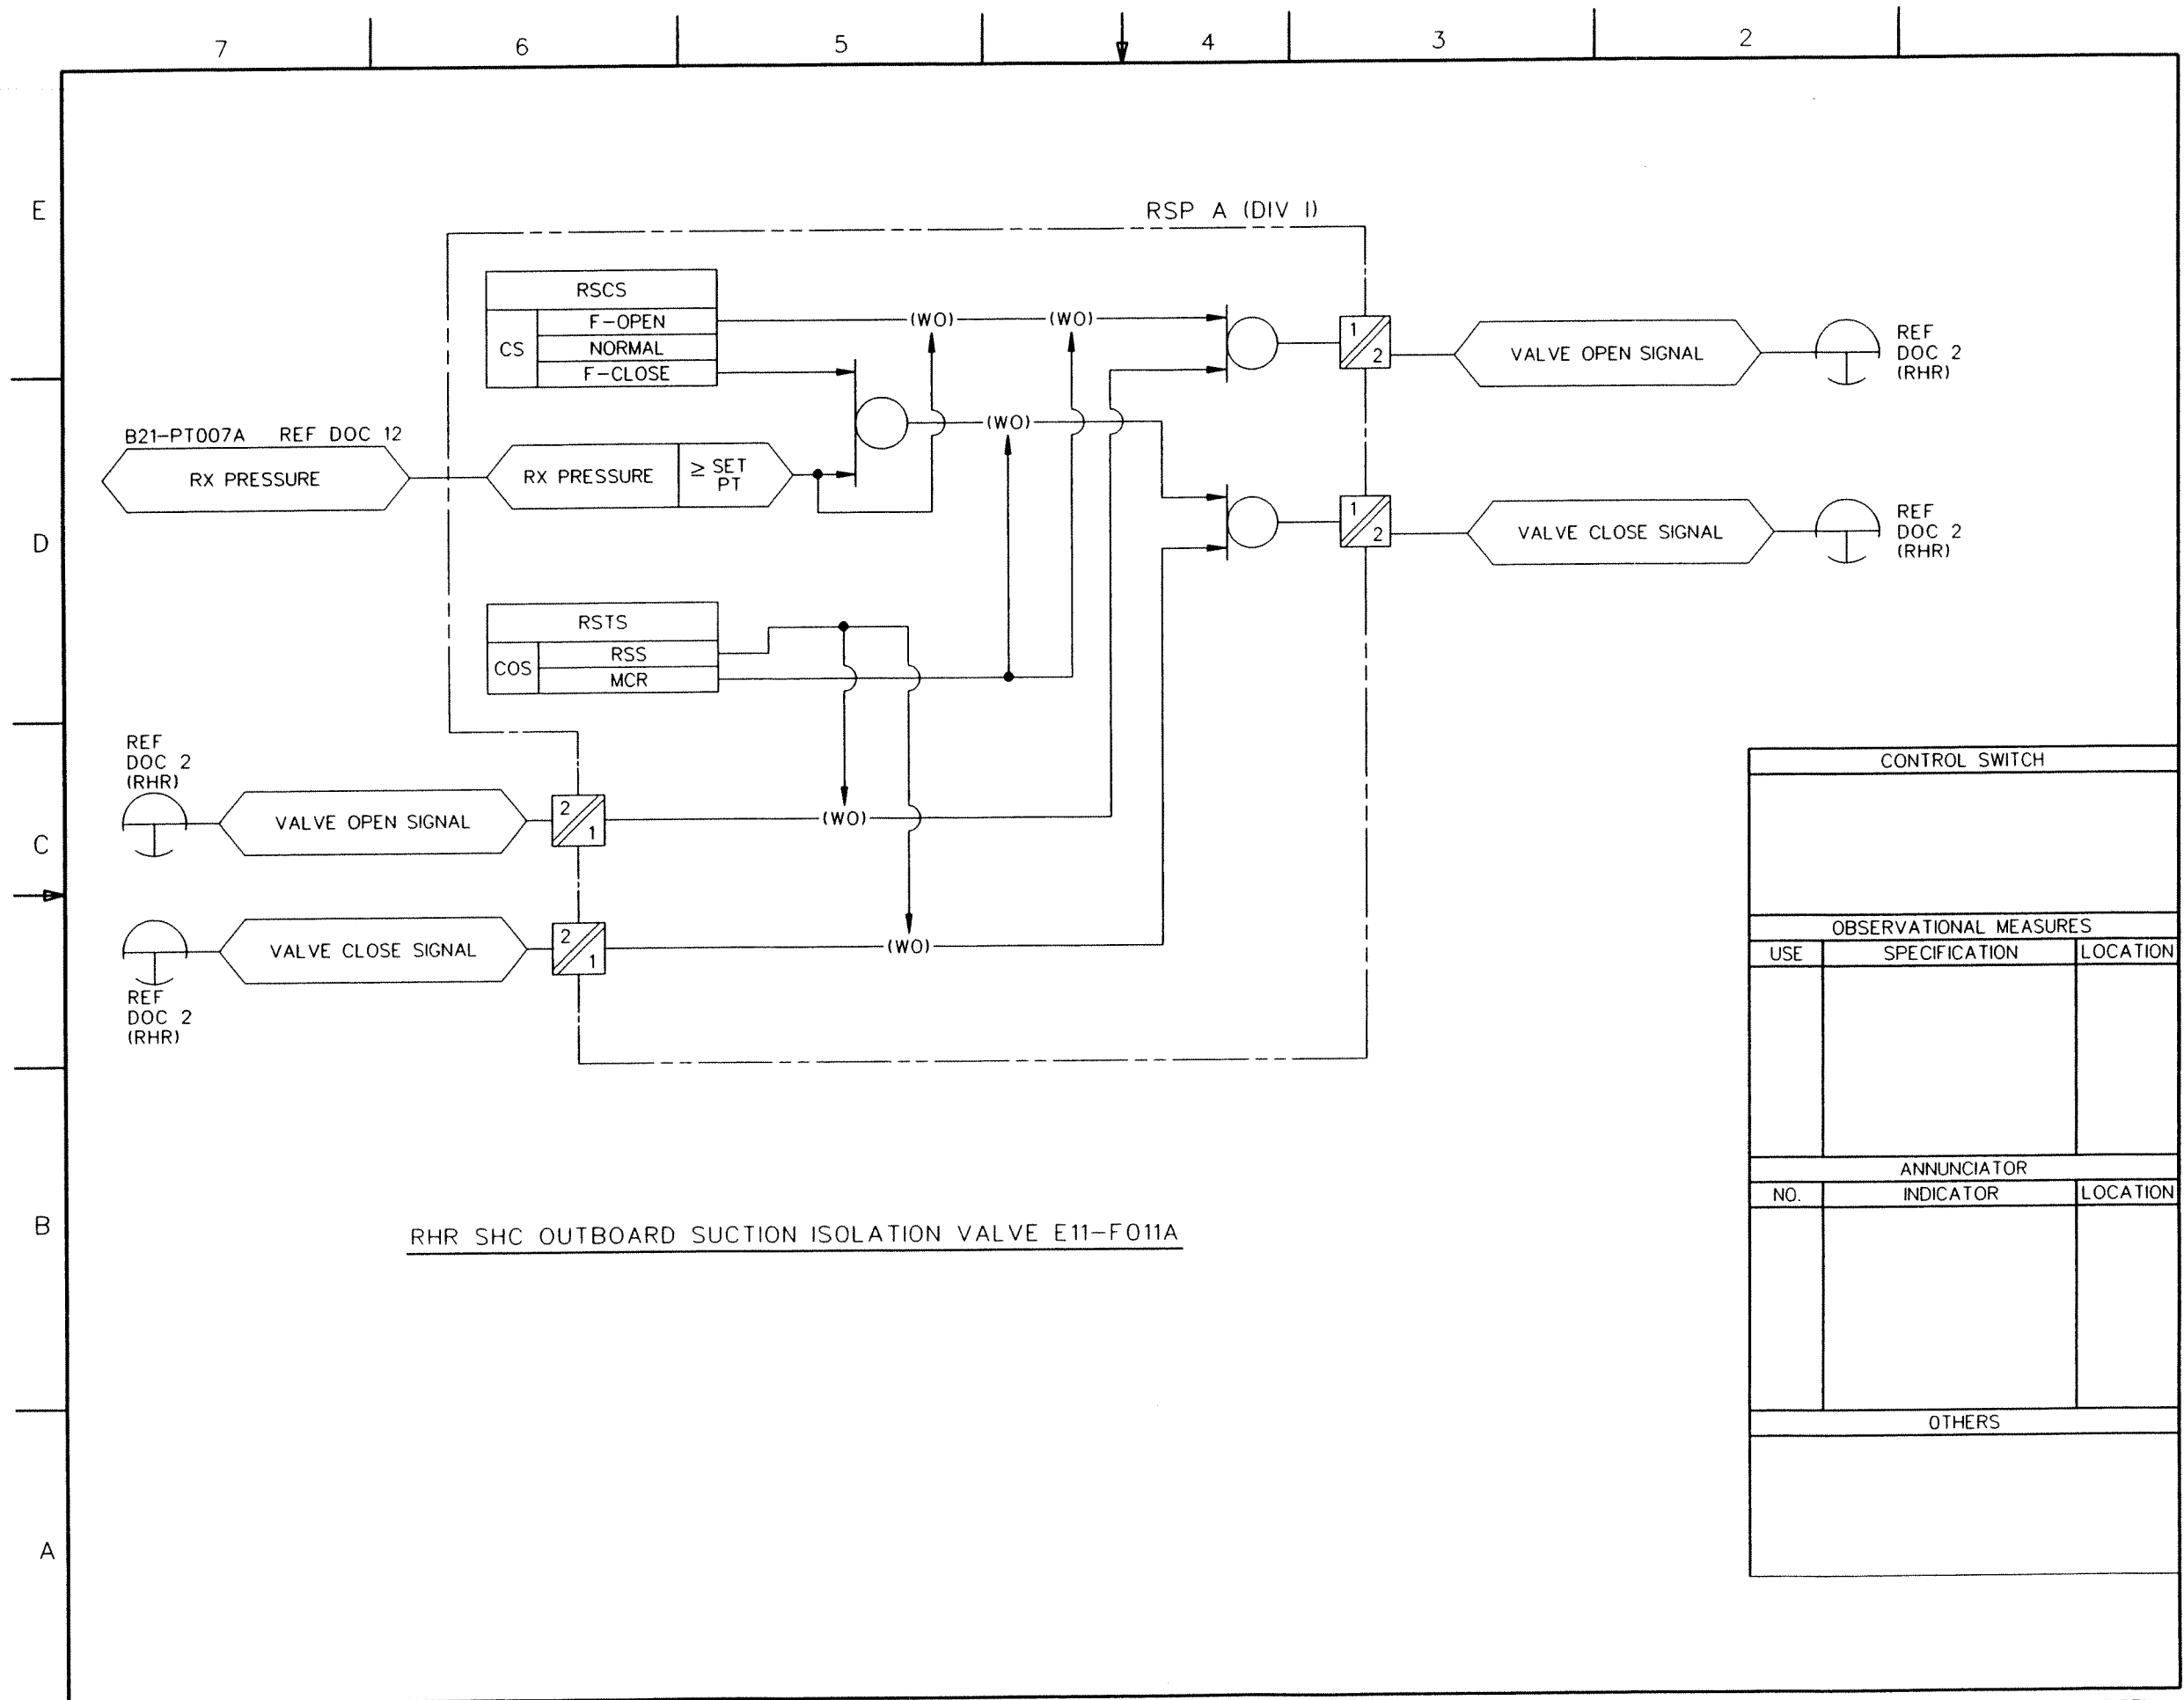 7 6 5 4 3 2
E
RSP A (DIV I)
RSCS
CS
F-OPEN
NORMAL
F-CLOSE
(WO) (WO)
1
2
VALVE OPEN SIGNAL
REF
DOC 2
(RHR)
B21-PT007A REF DOC 12
RX PRESSURE
RX PRESSURE
≥ SET
PT
(WO)
D
1
2
VALVE CLOSE SIGNAL
REF
DOC 2
(RHR)
RSTS
COS
RSS
MCR
C
REF
DOC 2
(RHR)
VALVE OPEN SIGNAL
2
1
(WO)
VALVE CLOSE SIGNAL
2
1
(WO)
REF
DOC 2
(RHR)
CONTROL SWITCH
OBSERVATIONAL MEASURES
USE SPECIFICATION LOCATION
ANNUNCIATOR
NO. INDICATOR LOCATION
OTHERS
B
RHR SHC OUTBOARD SUCTION ISOLATION VALVE E11-F011A
A